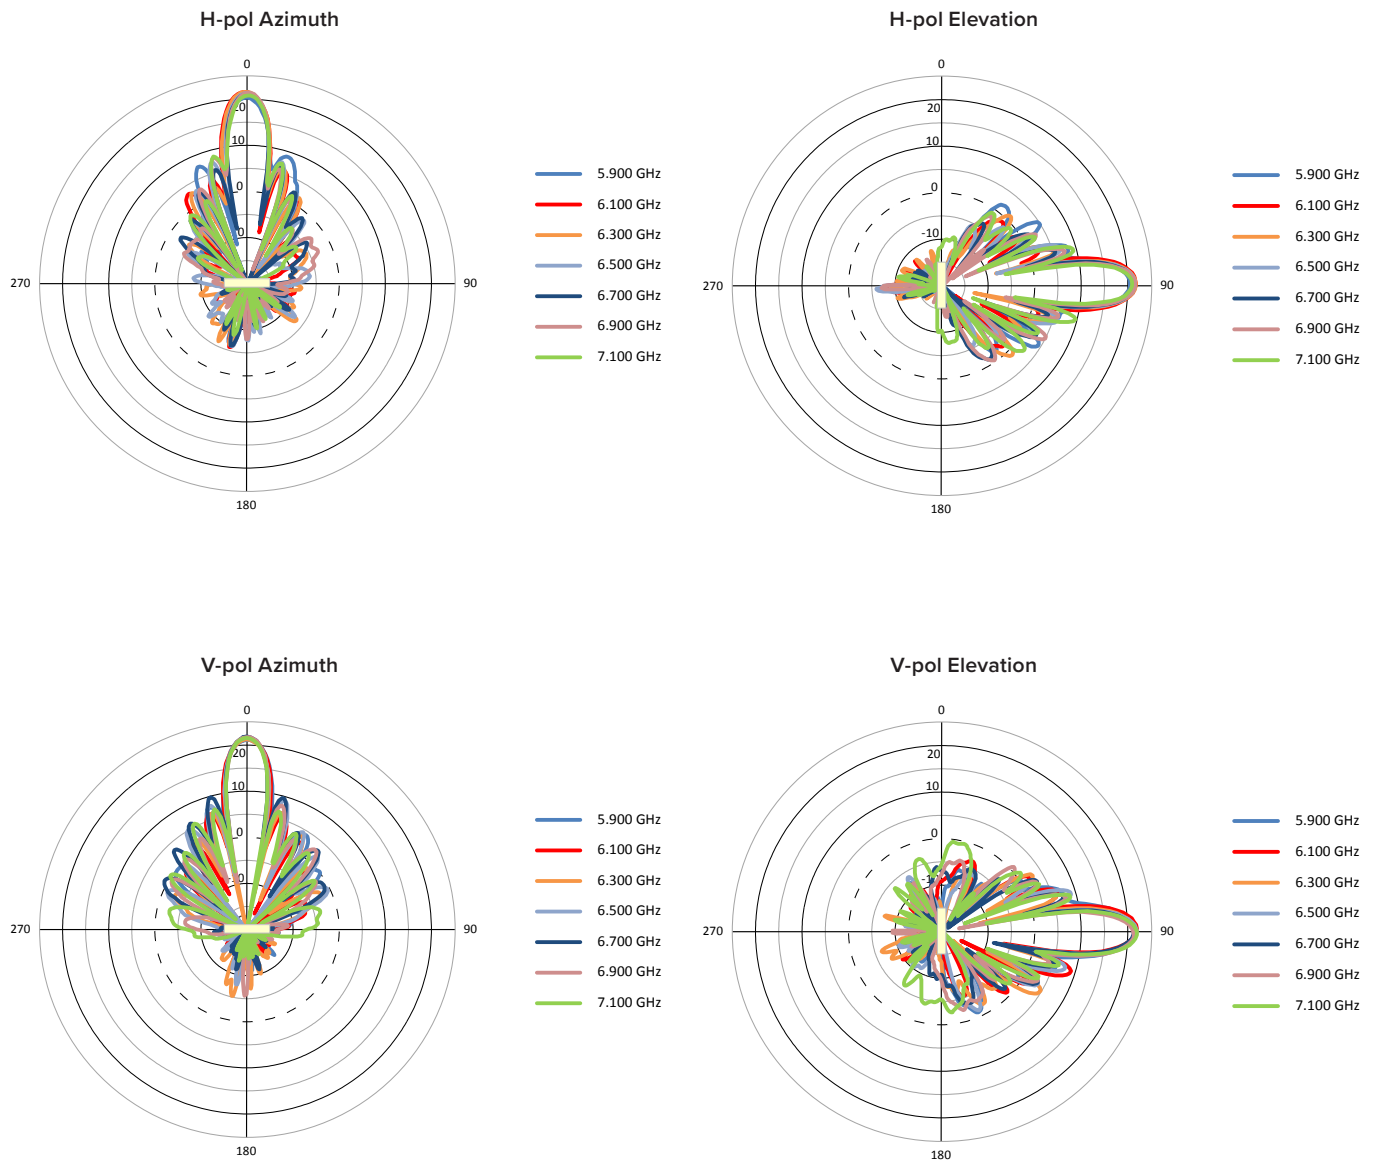 H-pol Azimuth
H-pol Elevation
0
20
10
0
270
90
180
5.900 GHz
6.100 GHz
6.300 GHz
6.500 GHz
6.700 GHz
6.900 GHz
7.100 GHz
0
20
10
0
-10
270
90
180
5.900 GHz
6.100 GHz
6.300 GHz
6.500 GHz
6.700 GHz
6.900 GHz
7.100 GHz
V-pol Azimuth
V-pol Elevation
0
20
10
0
270
90
180
5.900 GHz
6.100 GHz
6.300 GHz
6.500 GHz
6.700 GHz
6.900 GHz
7.100 GHz
0
20
10
0
270
90
180
5.900 GHz
6.100 GHz
6.300 GHz
6.500 GHz
6.700 GHz
6.900 GHz
7.100 GHz